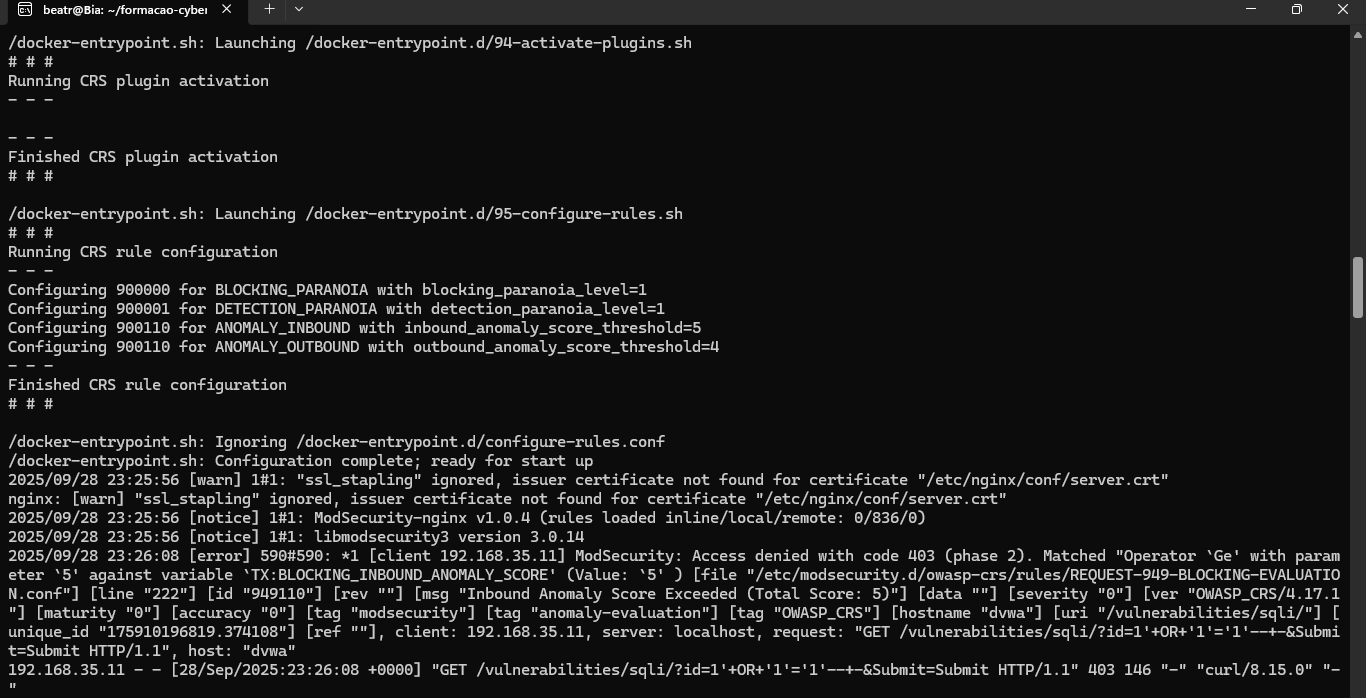 beatr@Bia: ~/formacao-cyber
/docker-entrypoint.sh: Launching /docker-entrypoint.d/94-activate-plugins.sh
# # #
Running CRS plugin activation
- - -
- - -
Finished CRS plugin activation
# # #
/docker-entrypoint.sh: Launching /docker-entrypoint.d/95-configure-rules.sh
# # #
Running CRS rule configuration
- - -
Configuring 900000 for BLOCKING_PARANOIA with blocking_paranoia_level=1
Configuring 900001 for DETECTION_PARANOIA with detection_paranoia_level=1
Configuring 900110 for ANOMALY_INBOUND with inbound_anomaly_score_threshold=5
Configuring 900110 for ANOMALY_OUTBOUND with outbound_anomaly_score_threshold=4
- - -
Finished CRS rule configuration
# # #
/docker-entrypoint.sh: Ignoring /docker-entrypoint.d/configure-rules.conf
/docker-entrypoint.sh: Configuration complete; ready for start up
2025/09/28 23:25:56 [warn] 1#1: "ssl_stapling" ignored, issuer certificate not found for certificate "/etc/nginx/conf/server.crt"
nginx: [warn] "ssl_stapling" ignored, issuer certificate not found for certificate "/etc/nginx/conf/server.crt"
2025/09/28 23:25:56 [notice] 1#1: ModSecurity-nginx v1.0.4 (rules loaded inline/local/remote: 0/836/0)
2025/09/28 23:25:56 [notice] 1#1: libmodsecurity3 version 3.0.14
2025/09/28 23:26:08 [error] 590#590: *1 [client 192.168.35.11] ModSecurity: Access denied with code 403 (phase 2). Matched "Operator `Ge' with param
eter `5' against variable `TX:BLOCKING_INBOUND_ANOMALY_SCORE' (Value: `5' ) [file "/etc/modsecurity.d/owasp-crs/rules/REQUEST-949-BLOCKING-EVALUATIO
N.conf"] [line "222"] [id "949110"] [rev ""] [msg "Inbound Anomaly Score Exceeded (Total Score: 5)"] [data ""] [severity "0"] [ver "OWASP_CRS/4.17.1
"] [maturity "0"] [accuracy "0"] [tag "modsecurity"] [tag "anomaly-evaluation"] [tag "OWASP_CRS"] [hostname "dvwa"] [uri "/vulnerabilities/sqli/"] [
unique_id "175910196819.374108"] [ref ""], client: 192.168.35.11, server: localhost, request: "GET /vulnerabilities/sqli/?id=1'+OR+'1'='1'--+-&Submi
t=Submit HTTP/1.1", host: "dvwa"
192.168.35.11 - - [28/Sep/2025:23:26:08 +0000] "GET /vulnerabilities/sqli/?id=1'+OR+'1'='1'--+-&Submit=Submit HTTP/1.1" 403 146 "-" "curl/8.15.0" "-
"